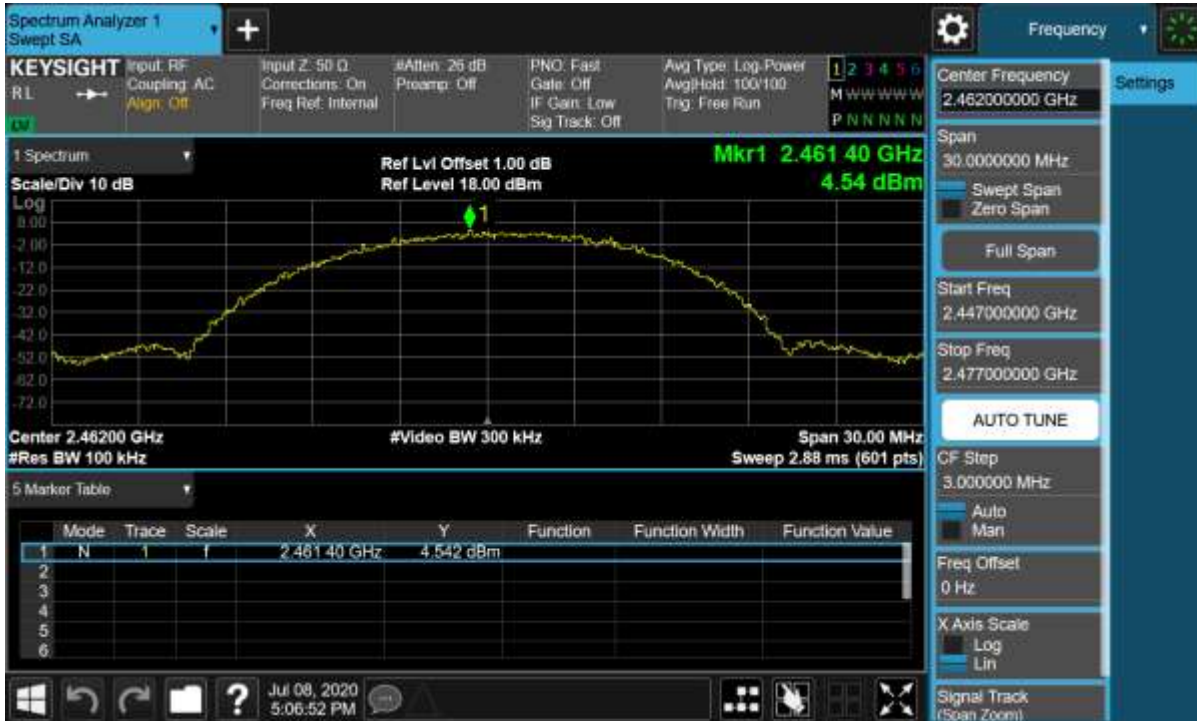 Spectrum Analyzer 1
Swept SA
Frequency
KEYSIGHT
RL
Input: RF
Coupling: AC
Align: Off
Input Z: 50 Ω
Corrections: On
Freq Ref: Internal
#Atten: 26 dB
Preamp: Off
PNO: Fast
Gate: Off
IF Gain: Low
Sig Track: Off
Avg Type: Log-Power
Avg|Hold: 100/100
Trig: Free Run
1 2 3 4 5 6
M W W W W W
P N N N N N
1 Spectrum
Scale/Div 10 dB
Ref Lvl Offset 1.00 dB
Ref Level 18.00 dBm
Mkr1 2.461 40 GHz
4.54 dBm
Log
8.00
-2.00
-12.0
-22.0
-32.0
-42.0
-52.0
-62.0
-72.0
1
Center 2.46200 GHz
#Res BW 100 kHz
#Video BW 300 kHz
Span 30.00 MHz
Sweep 2.88 ms (601 pts)
5 Marker Table
Mode Trace Scale X Y Function Function Width Function Value
1 N 1 f 2.461 40 GHz 4.542 dBm
2
3
4
5
6
Jul 08, 2020
5:06:52 PM
?
Center Frequency
2.462000000 GHz
Settings
Span
30.0000000 MHz
Swept Span
Zero Span
Full Span
Start Freq
2.447000000 GHz
Stop Freq
2.477000000 GHz
AUTO TUNE
CF Step
3.000000 MHz
Auto
Man
Freq Offset
0 Hz
X Axis Scale
Log
Lin
Signal Track
(Span Zoom)